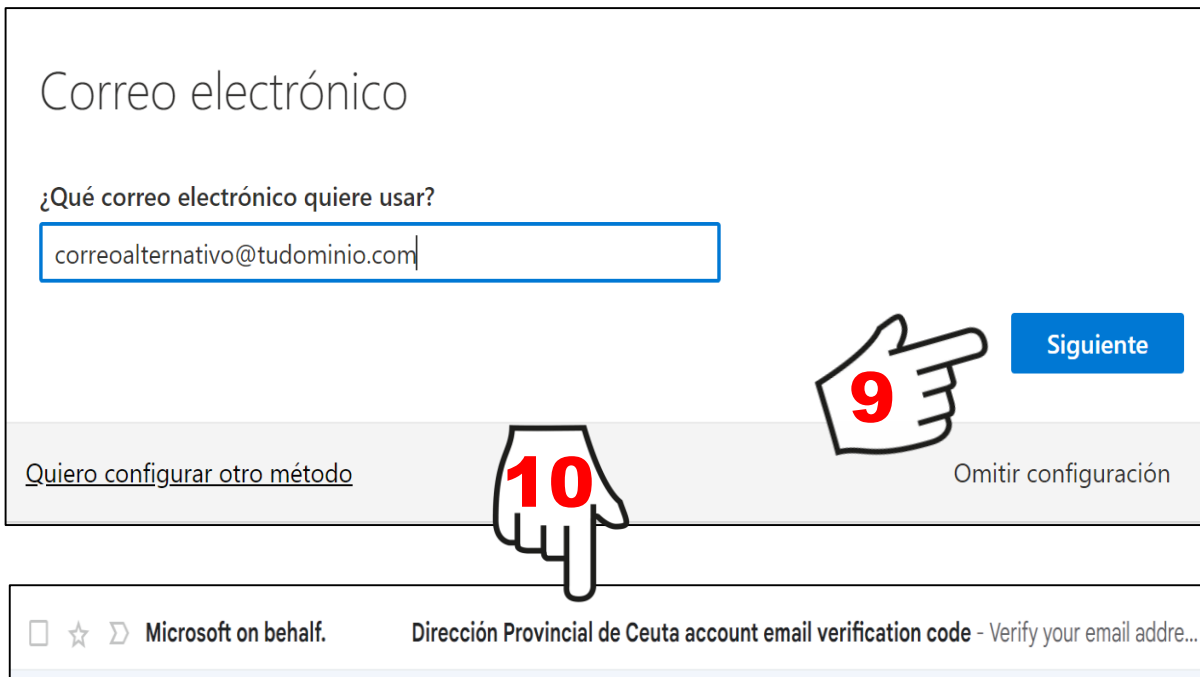 Correo electrónico
¿Qué correo electrónico quiere usar?
correoalternativo@tudominio.com
Siguiente
9
Quiero configurar otro método
10
Omitir configuración
Microsoft on behalf. Dirección Provincial de Ceuta account email verification code - Verify your email addre...